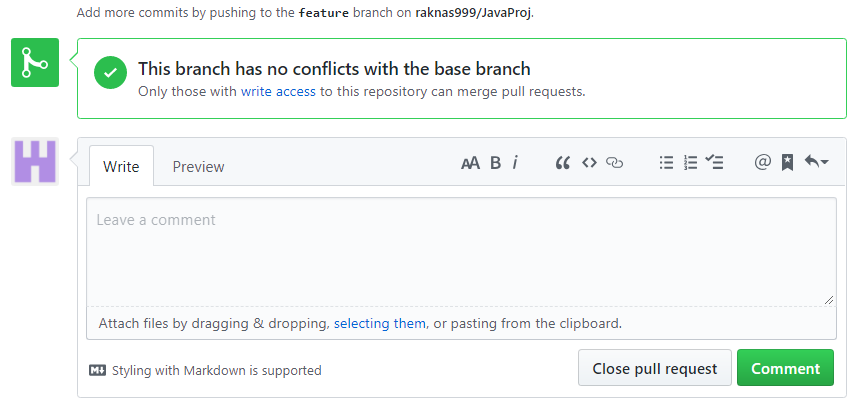 Add more commits by pushing to the feature branch on raknas999/JavaProj.
This branch has no conflicts with the base branch
Only those with write access to this repository can merge pull requests.
Write Preview AA B i “ <> @
Leave a comment
Attach files by dragging & dropping, selecting them, or pasting from the clipboard.
M↓ Styling with Markdown is supported Close pull request Comment